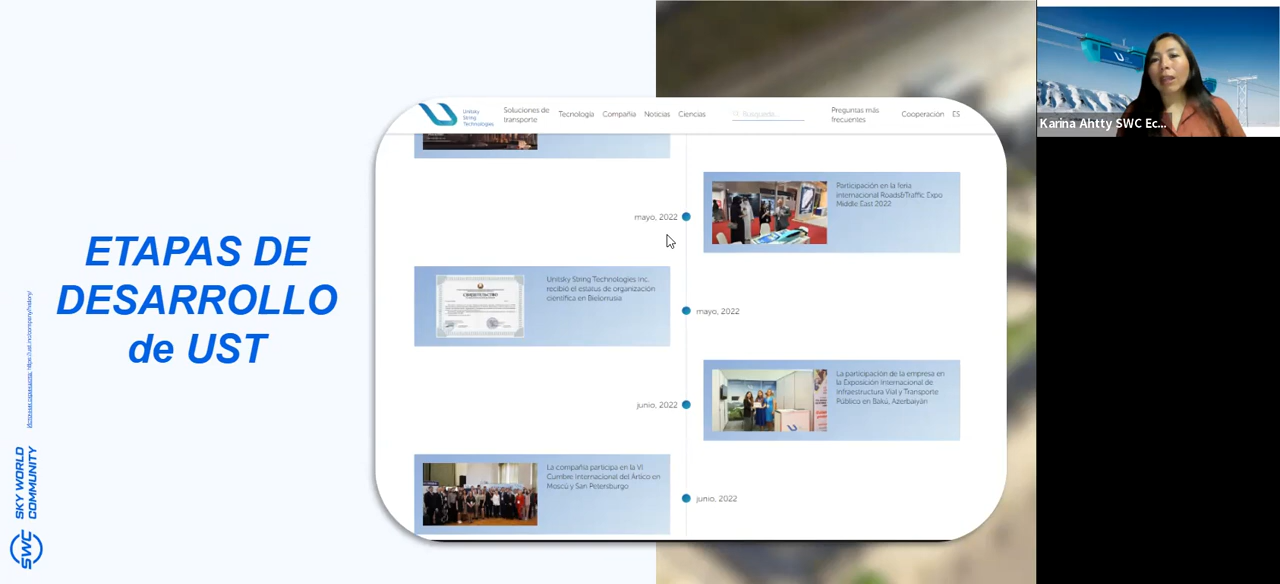 ETAPAS DE
DESARROLLO
de UST
SKY WORLD
COMMUNITY
SWC
Unitsky
String
Technologies
Soluciones de
transporte
Tecnología
Compañía
Noticias
Ciencias
Búsqueda...
Preguntas más
frecuentes
Cooperación
ES
mayo, 2022
Participación en la feria
internacional Roads&Traffic Expo
Middle East 2022
Unitsky String Technologies Inc.
recibió el estatus de organización
científica en Bielorrusia
mayo, 2022
junio, 2022
La participación de la empresa en
la Exposición Internacional de
Infraestructura Vial y Transporte
Público en Bakú, Azerbaiyán
La compañía participa en la VI
Cumbre Internacional del Ártico en
Moscú y San Petersburgo
junio, 2022
Karina Ahtty SWC Ec...